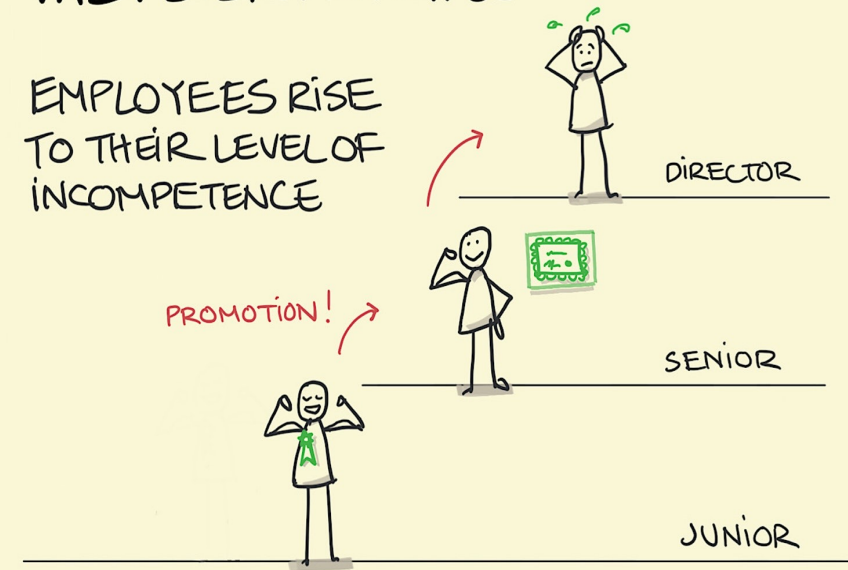 EMPLOYEES RISE
TO THEIR LEVEL OF
INCOMPETENCE
DIRECTOR
PROMOTION!
SENIOR
JUNIOR